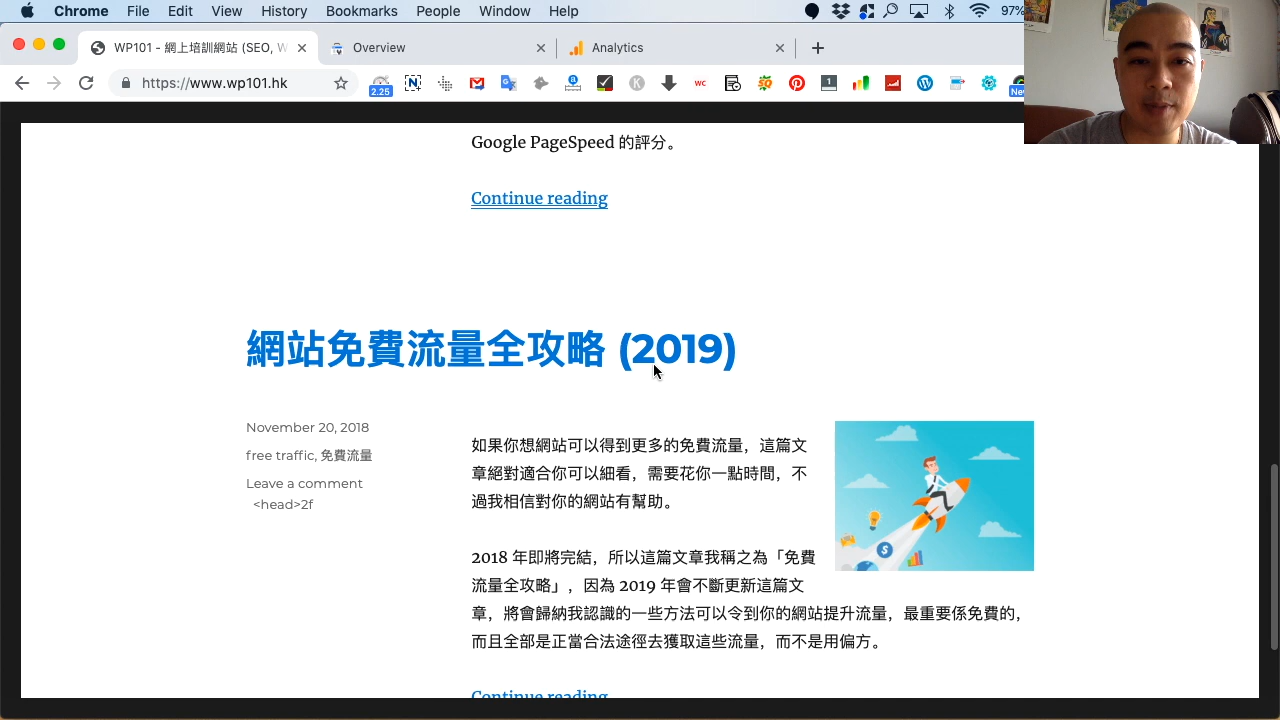 Chrome File Edit View History Bookmarks People Window Help 97%
WP101 - 網上培訓網站 (SEO, W
Overview
Analytics
https://www.wp101.hk
2.25
Google PageSpeed 的評分。
Continue reading
網站免費流量全攻略 (2019)
November 20, 2018
free traffic, 免費流量
Leave a comment
<head>2f
如果你想網站可以得到更多的免費流量，這篇文
章絕對適合你可以細看，需要花你一點時間，不
過我相信對你的網站有幫助。
2018 年即將完結，所以這篇文章我稱之為「免費
流量全攻略」，因為 2019 年會不斷更新這篇文
章，將會歸納我認識的一些方法可以令到你的網站提升流量，最重要係免費的，
而且全部是正當合法途徑去獲取這些流量，而不是用偏方。
Continue reading